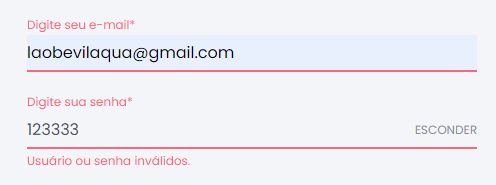 Digite seu e-mail*
laobevilaqua@gmail.com
Digite sua senha*
123333 ESCONDER
Usuário ou senha inválidos.